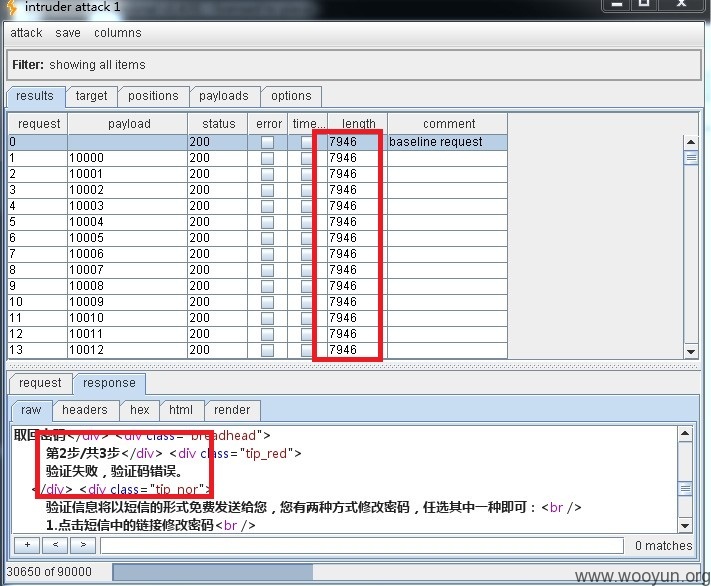 intruder attack 1
attack save columns
Filter: showing all items
results target positions payloads options
request payload status error time... length comment
0 200 7946 baseline request
1 10000 200 7946
2 10001 200 7946
3 10002 200 7946
4 10003 200 7946
5 10004 200 7946
6 10005 200 7946
7 10006 200 7946
8 10007 200 7946
9 10008 200 7946
10 10009 200 7946
11 10010 200 7946
12 10011 200 7946
13 10012 200 7946
request response
raw headers hex html render
取回密码</div> <div class="breadhead">
第2步/共3步</div> <div class="tip_red">
验证失败，验证码错误。
</div> <div class="tip_nor">
验证信息将以短信的形式免费发送给您，您有两种方式修改密码，任选其中一种即可：<br />
1.点击短信中的链接修改密码<br />
+ < > 0 matches
30650 of 90000
www.wooyun.org